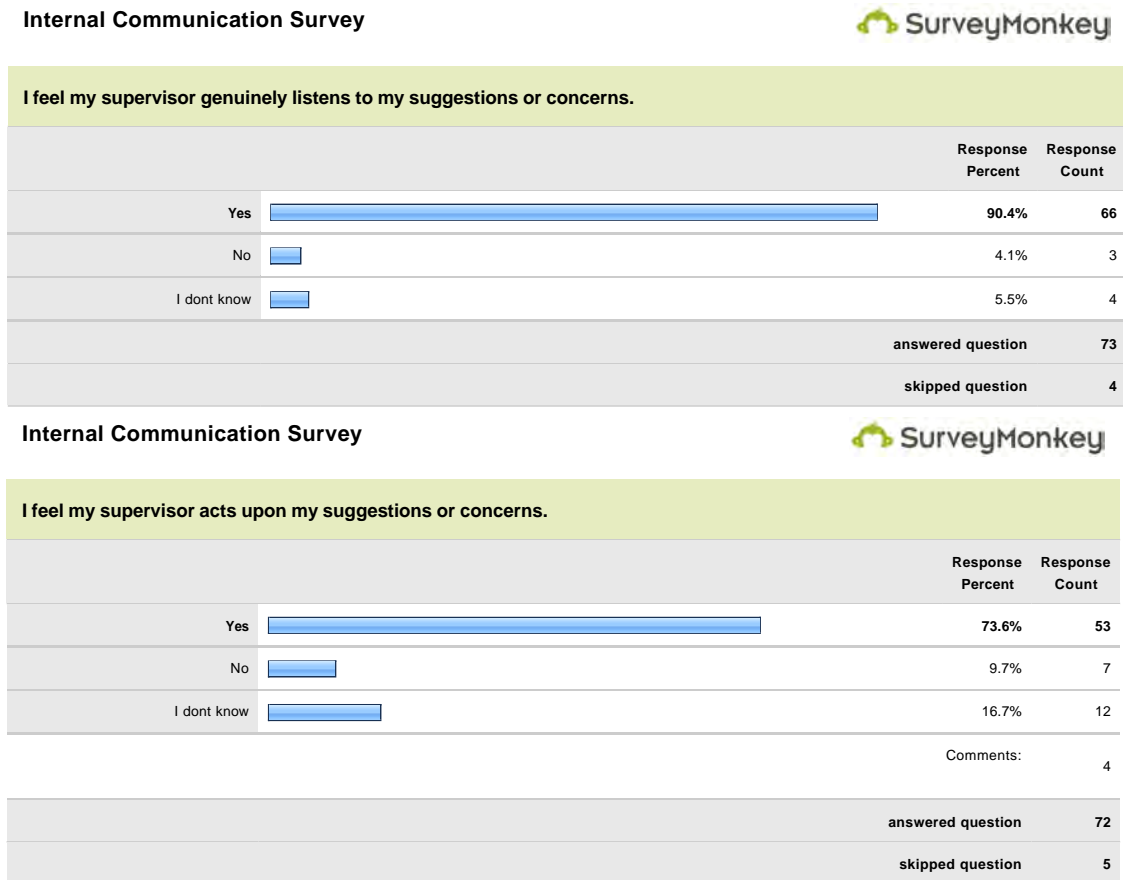 Internal Communication Survey
SurveyMonkey
I feel my supervisor genuinely listens to my suggestions or concerns.
Response Response
Percent Count
Yes 90.4% 66
No 4.1% 3
I dont know 5.5% 4
answered question 73
skipped question 4
Internal Communication Survey
SurveyMonkey
I feel my supervisor acts upon my suggestions or concerns.
Response Response
Percent Count
Yes 73.6% 53
No 9.7% 7
I dont know 16.7% 12
Comments: 4
answered question 72
skipped question 5